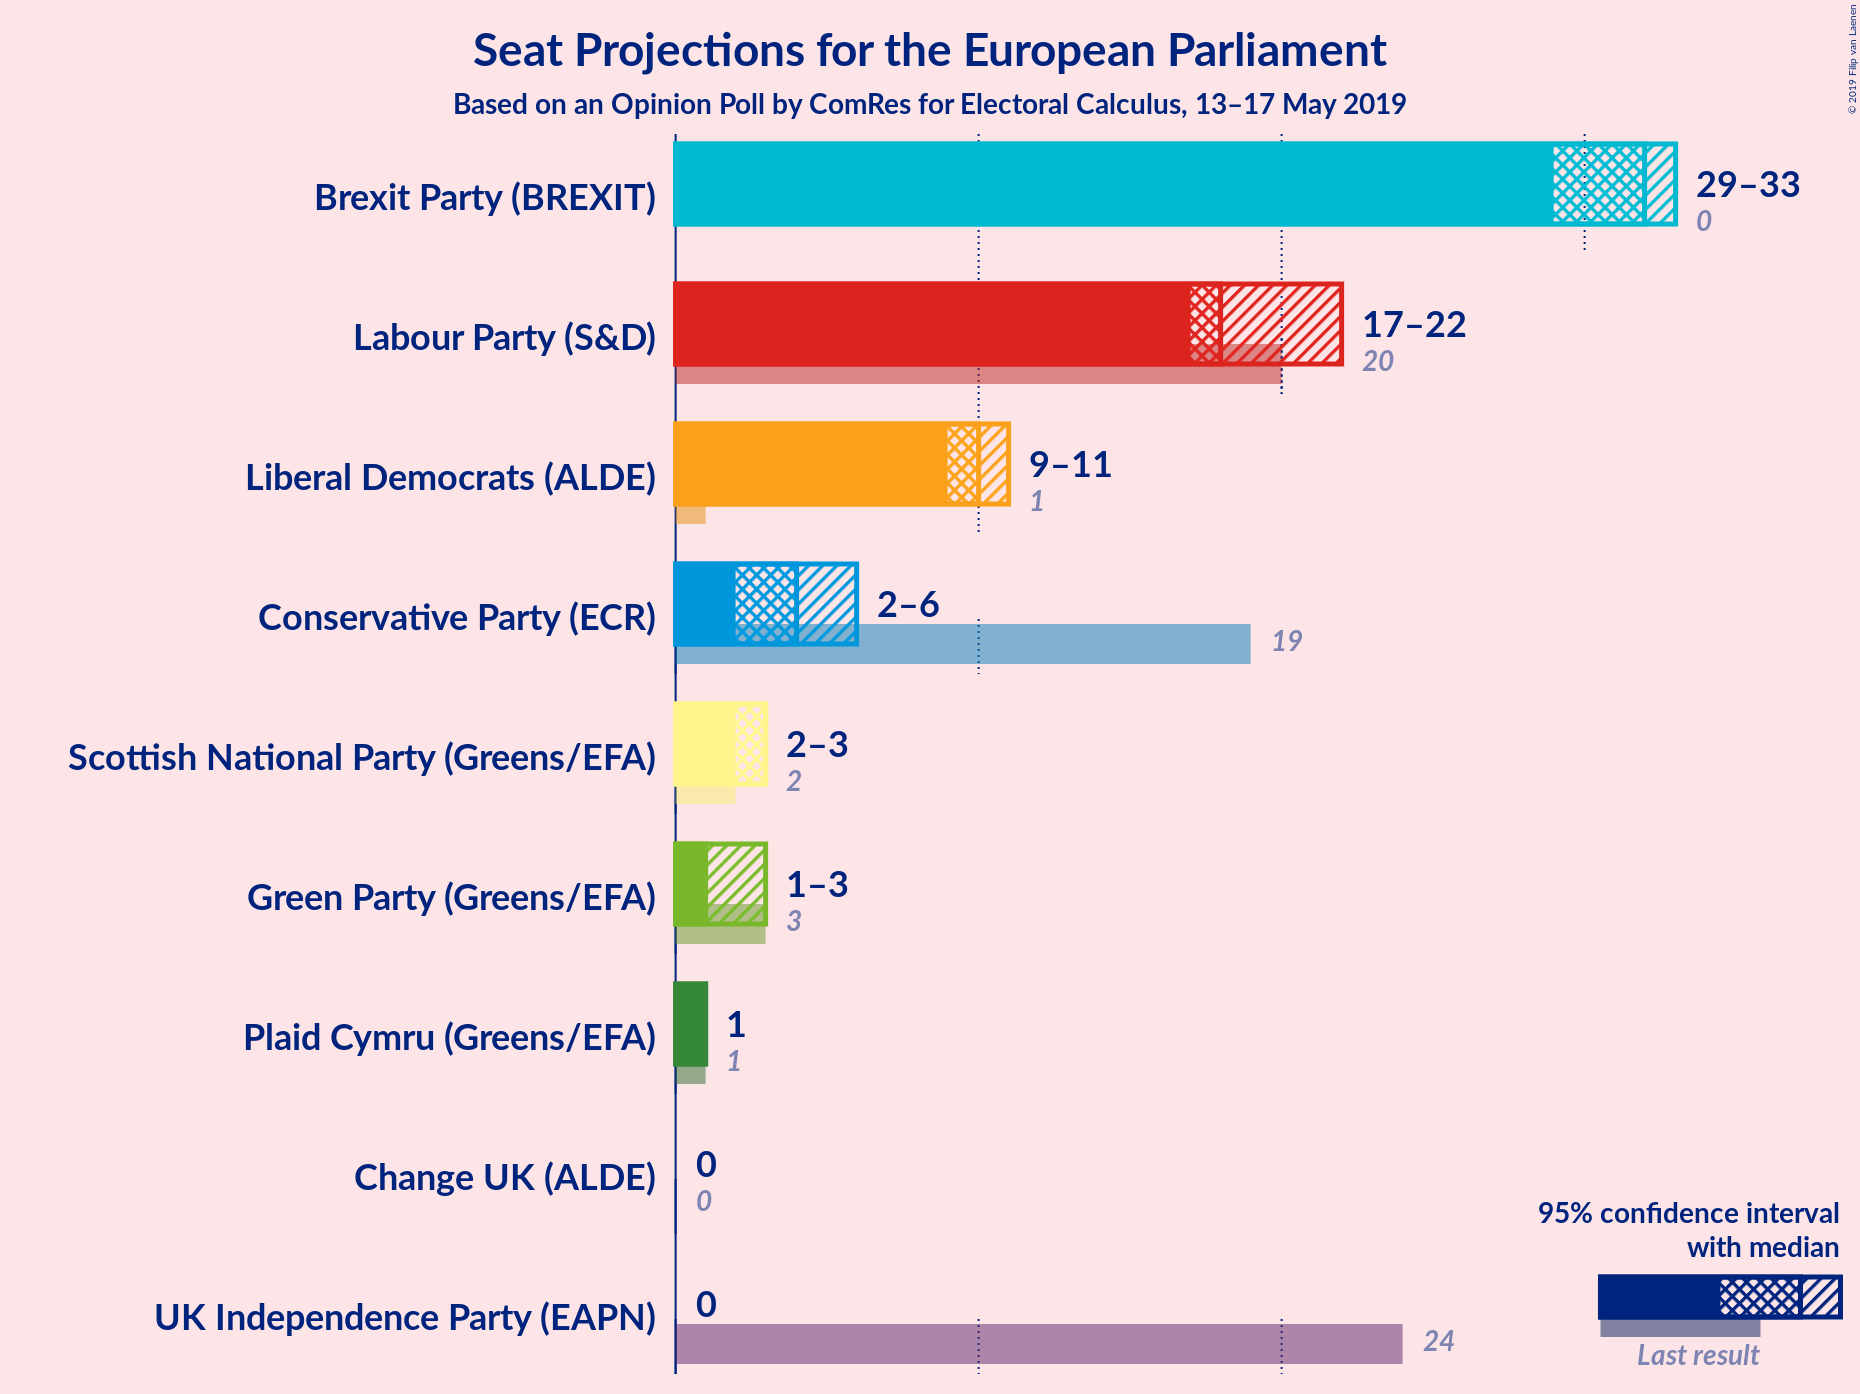 Seat Projections for the European Parliament
Based on an Opinion Poll by ComRes for Electoral Calculus, 13–17 May 2019
© 2019 Filip van Laenen
Brexit Party (BREXIT)
29–33
0
Labour Party (S&D)
17–22
20
Liberal Democrats (ALDE)
9–11
1
Conservative Party (ECR)
2–6
19
Scottish National Party (Greens/EFA)
2–3
2
Green Party (Greens/EFA)
1–3
3
Plaid Cymru (Greens/EFA)
1
1
Change UK (ALDE)
0
0
UK Independence Party (EAPN)
0
24
95% confidence interval
with median
Last result